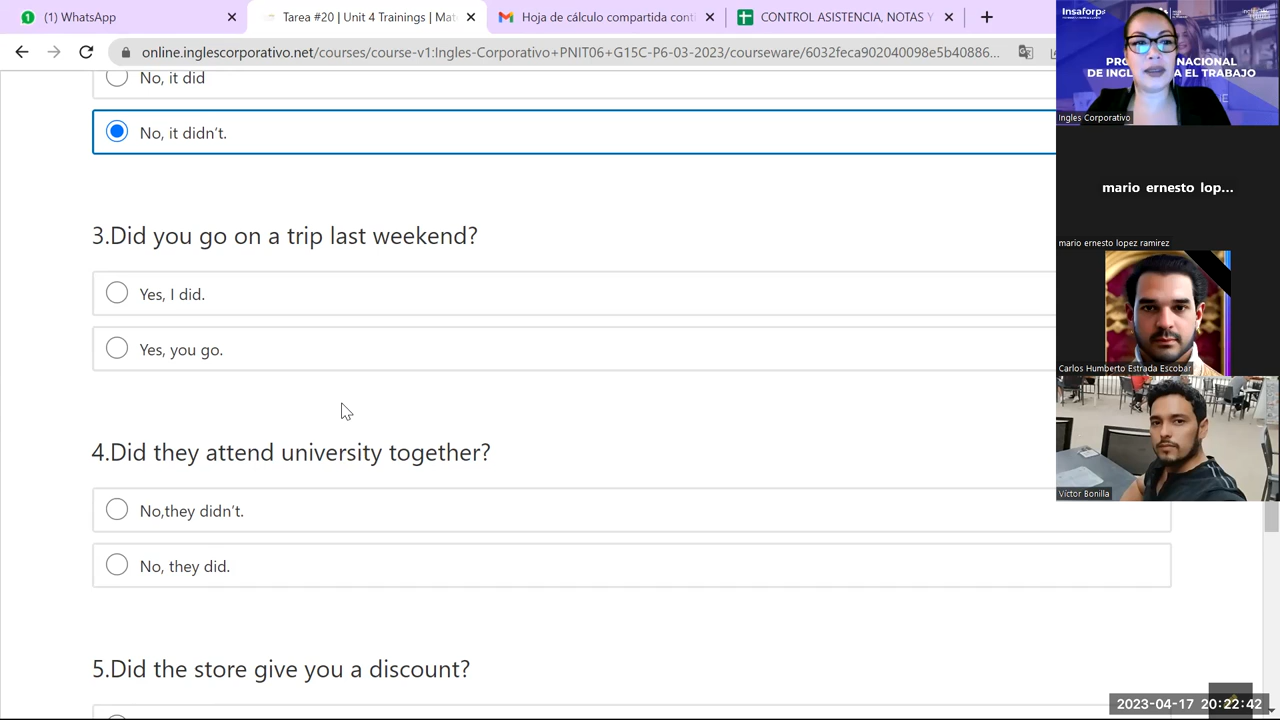 (1) WhatsApp
Tarea #20 | Unit 4 Trainings | Mat
Hoja de cálculo compartida cont
CONTROL ASISTENCIA, NOTAS Y
online.inglescorporativo.net/courses/course-v1:Ingles-Corporativo+PNIT06+G15C-P6-03-2023/courseware/6032feca902049098e5b40886...
No, it did
No, it didn't.
3.Did you go on a trip last weekend?
Yes, I did.
Yes, you go.
4.Did they attend university together?
No,they didn't.
No, they did.
5.Did the store give you a discount?
Insaforp
NACIONAL
DE INGL A EL TRABAJO
Ingles Corporativo
mario ernesto lop...
mario ernesto lopez ramirez
Carlos Humberto Estrada Escobar
Víctor Bonilla
2023-04-17 20:22:42